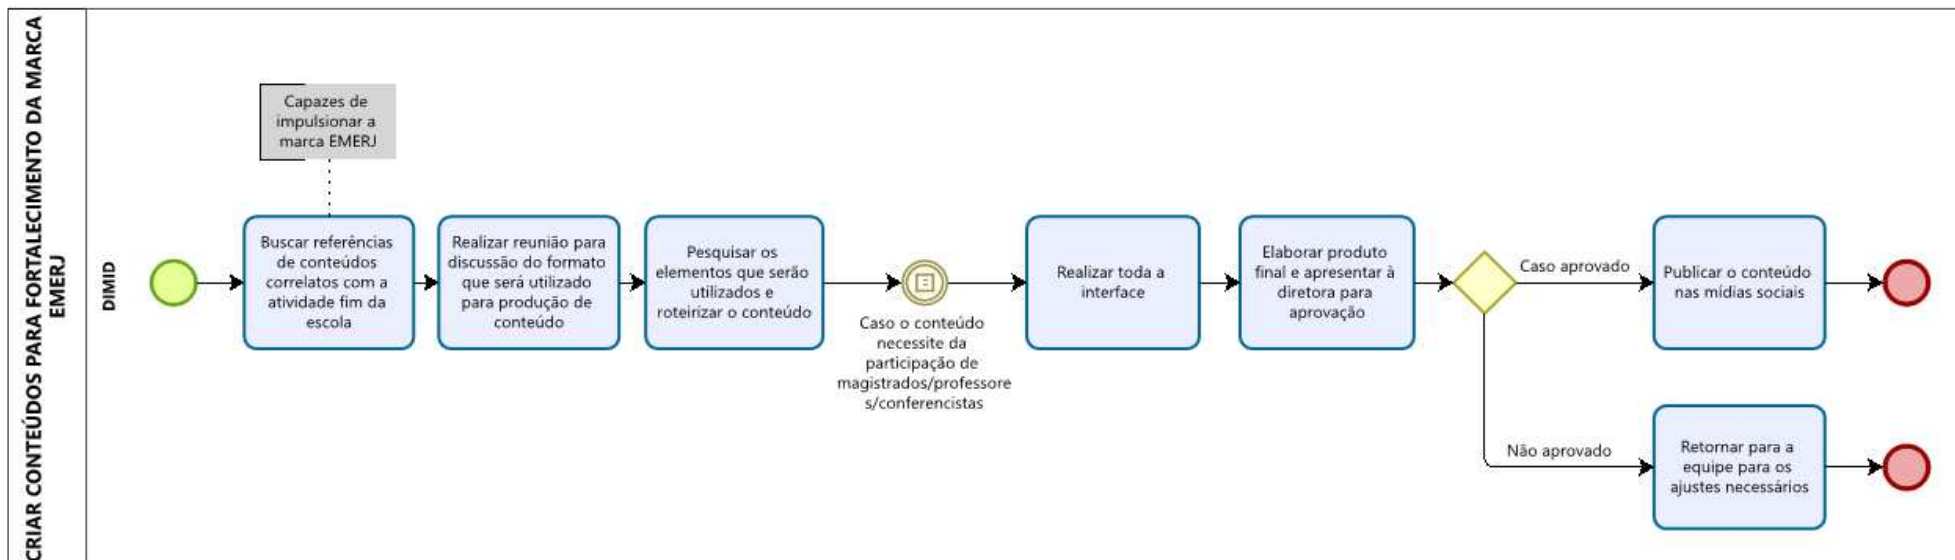 CRIAR CONTEÚDOS PARA FORTALECIMENTO DA MARCA
EMERJ
DIMID
Capazes de
impulsionar a
marca EMERJ
Buscar referências
de conteúdos
correlatos com a
atividade fim da
escola
Realizar reunião para
discussão do formato
que será utilizado
para produção de
conteúdo
Pesquisar os
elementos que serão
utilizados e
roteirizar o conteúdo
Caso o conteúdo
necessite da
participação de
magistrados/professore
s/conferencistas
Realizar toda a
interface
Elaborar produto
final e apresentar à
diretora para
aprovação
Caso aprovado
Publicar o conteúdo
nas mídias sociais
Não aprovado
Retornar para a
equipe para os
ajustes necessários